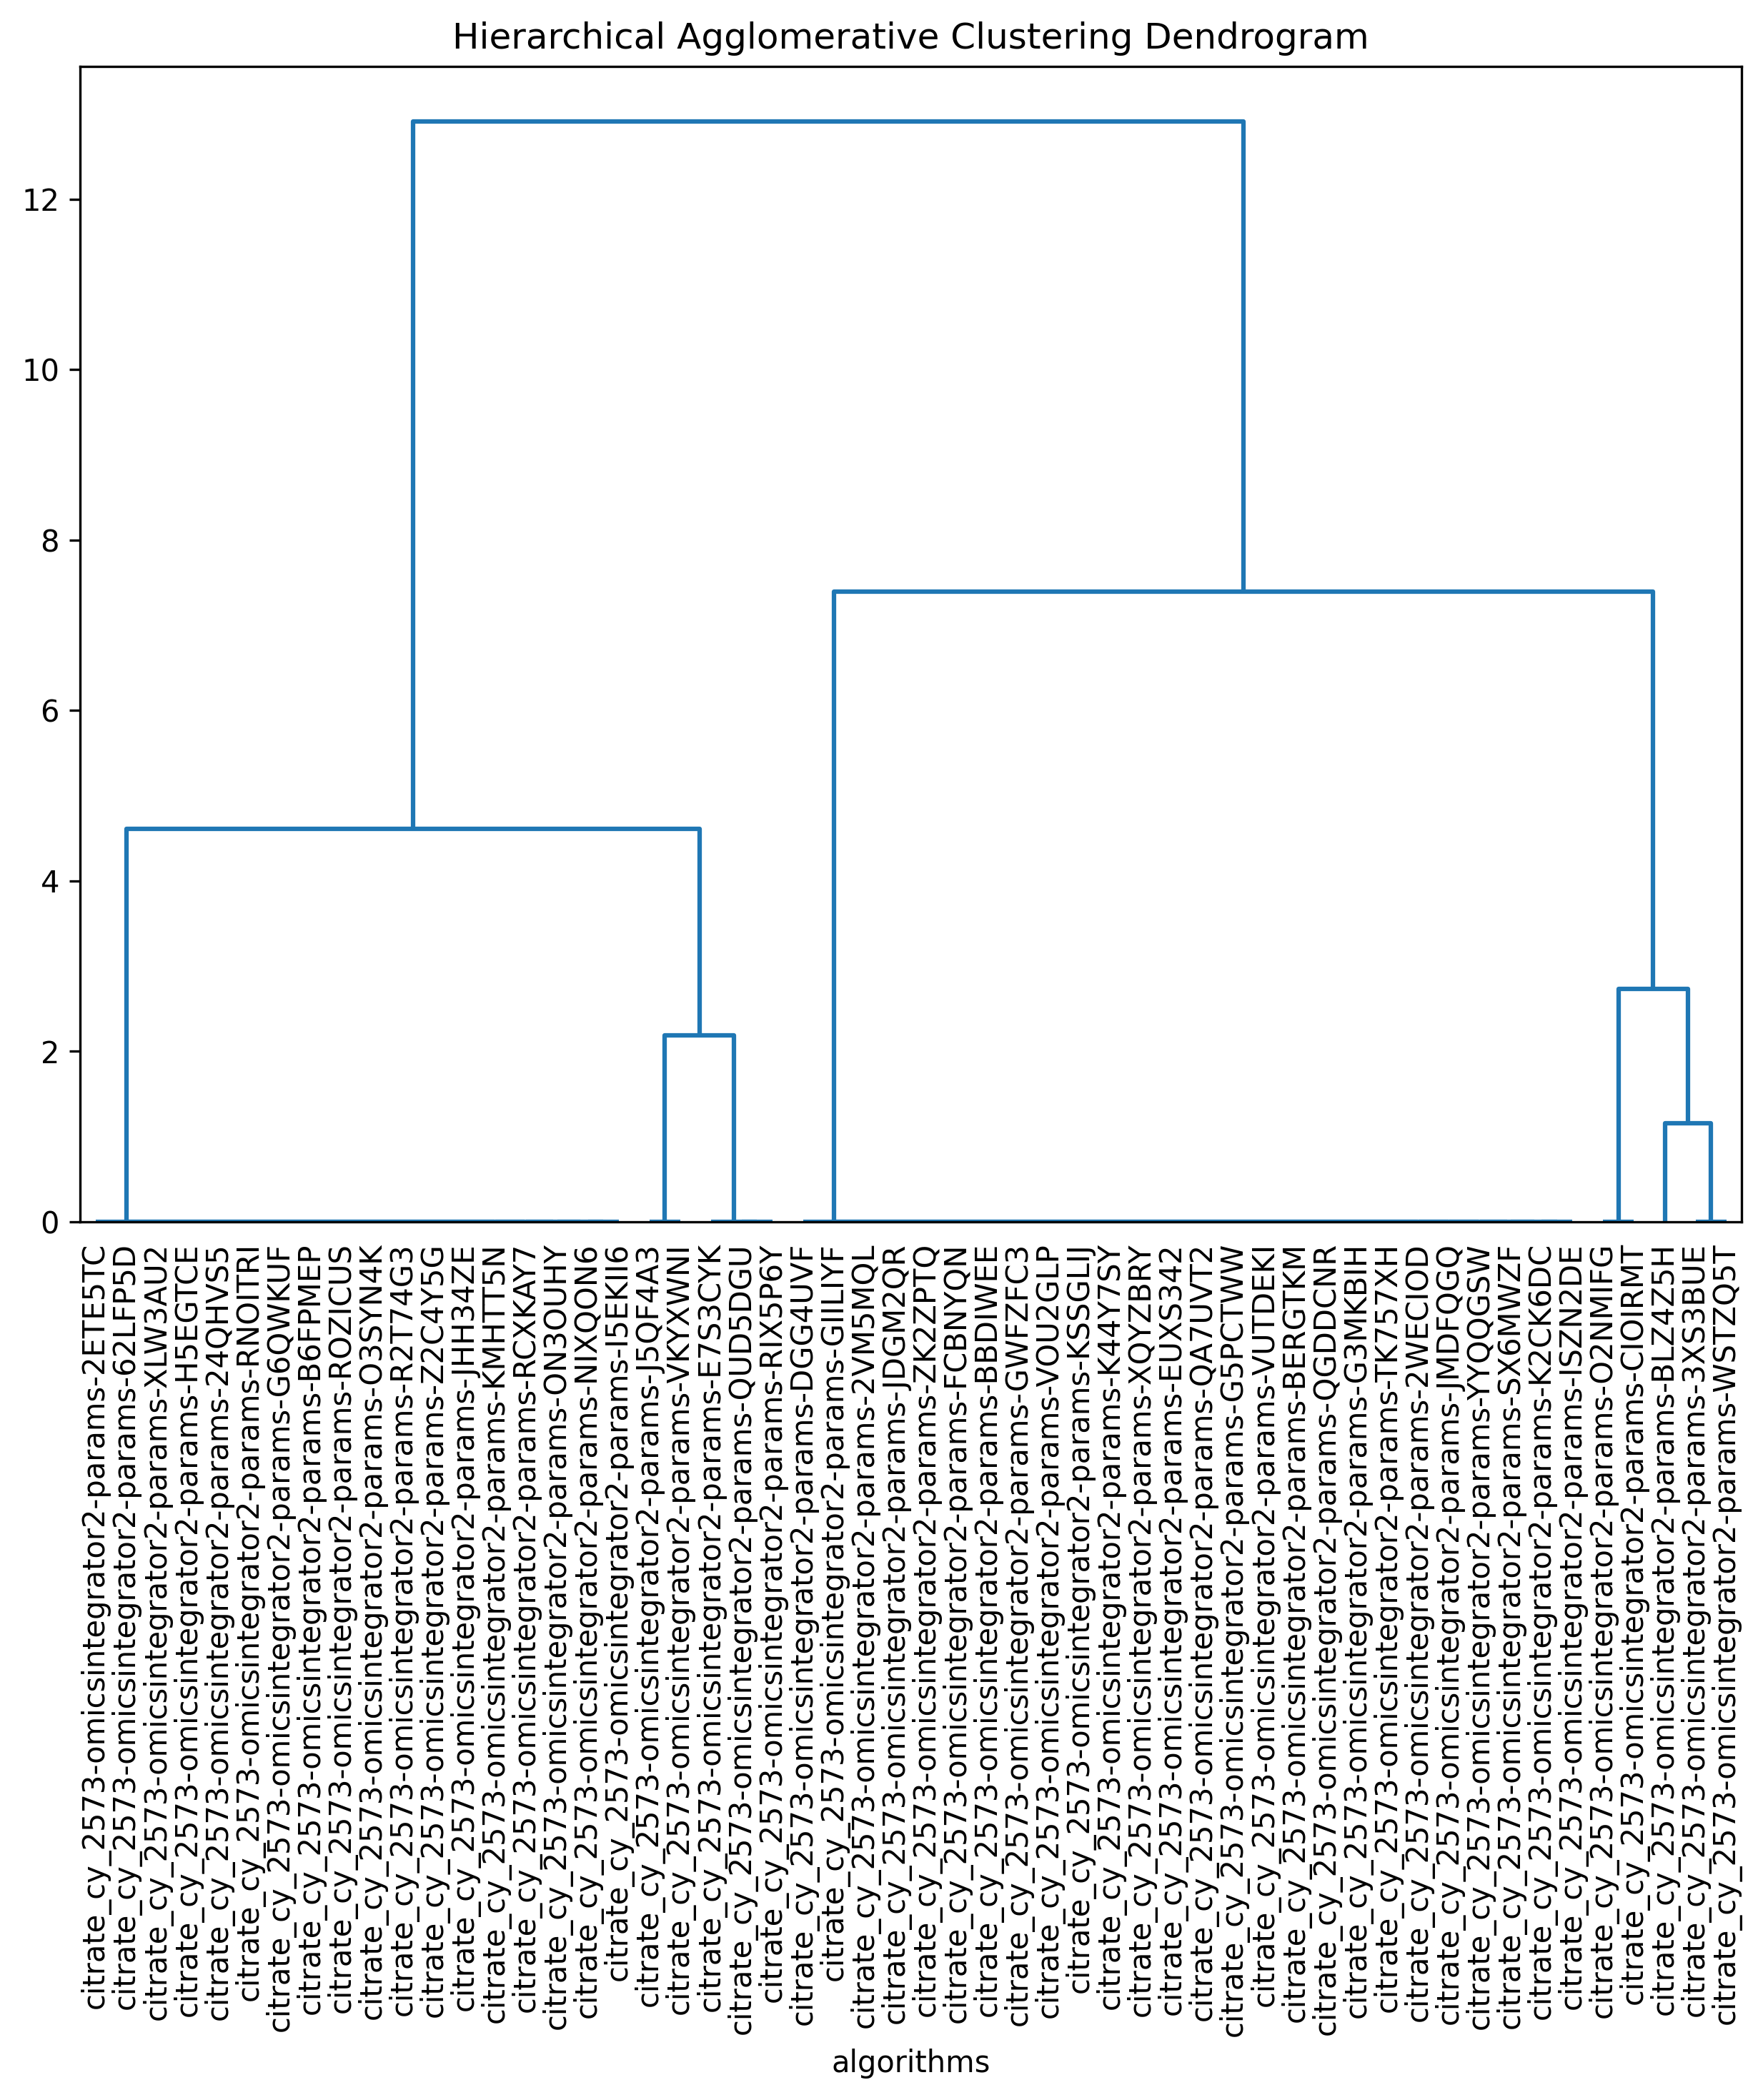 Hierarchical Agglomerative Clustering Dendrogram
12
10
8
6
4
2
0
citrate_cy_2573-omicsintegrator2-params-2ETE5TC
citrate_cy_2573-omicsintegrator2-params-62LFP5D
citrate_cy_2573-omicsintegrator2-params-XLW3AU2
citrate_cy_2573-omicsintegrator2-params-H5EGTCE
citrate_cy_2573-omicsintegrator2-params-24QHVS5
citrate_cy_2573-omicsintegrator2-params-RNOITRI
citrate_cy_2573-omicsintegrator2-params-G6QWKUF
citrate_cy_2573-omicsintegrator2-params-B6FPMEP
citrate_cy_2573-omicsintegrator2-params-ROZICUS
citrate_cy_2573-omicsintegrator2-params-O3SYN4K
citrate_cy_2573-omicsintegrator2-params-R2T74G3
citrate_cy_2573-omicsintegrator2-params-Z2C4Y5G
citrate_cy_2573-omicsintegrator2-params-JHH34ZE
citrate_cy_2573-omicsintegrator2-params-KMHTT5N
citrate_cy_2573-omicsintegrator2-params-RCXKAY7
citrate_cy_2573-omicsintegrator2-params-ON3OUHY
citrate_cy_2573-omicsintegrator2-params-NIXQON6
citrate_cy_2573-omicsintegrator2-params-I5EKII6
citrate_cy_2573-omicsintegrator2-params-J5QF4A3
citrate_cy_2573-omicsintegrator2-params-VKYXWNI
citrate_cy_2573-omicsintegrator2-params-E7S3CYK
citrate_cy_2573-omicsintegrator2-params-QUD5DGU
citrate_cy_2573-omicsintegrator2-params-RIX5P6Y
citrate_cy_2573-omicsintegrator2-params-DGG4UVF
citrate_cy_2573-omicsintegrator2-params-GIILIYF
citrate_cy_2573-omicsintegrator2-params-2VM5MQL
citrate_cy_2573-omicsintegrator2-params-JDGM2QR
citrate_cy_2573-omicsintegrator2-params-ZK2ZPTQ
citrate_cy_2573-omicsintegrator2-params-FCBNYQN
citrate_cy_2573-omicsintegrator2-params-BBDIWEE
citrate_cy_2573-omicsintegrator2-params-GWFZFC3
citrate_cy_2573-omicsintegrator2-params-VOU2GLP
citrate_cy_2573-omicsintegrator2-params-KSSGLIJ
citrate_cy_2573-omicsintegrator2-params-K44Y7SY
citrate_cy_2573-omicsintegrator2-params-XQYZBRY
citrate_cy_2573-omicsintegrator2-params-EUXS342
citrate_cy_2573-omicsintegrator2-params-QA7UVT2
citrate_cy_2573-omicsintegrator2-params-G5PCTWW
citrate_cy_2573-omicsintegrator2-params-VUTDEKI
citrate_cy_2573-omicsintegrator2-params-BERGTKM
citrate_cy_2573-omicsintegrator2-params-QGDDCNR
citrate_cy_2573-omicsintegrator2-params-G3MKBIH
citrate_cy_2573-omicsintegrator2-params-TK757XH
citrate_cy_2573-omicsintegrator2-params-2WECIOD
citrate_cy_2573-omicsintegrator2-params-JMDFQGQ
citrate_cy_2573-omicsintegrator2-params-YYQQGSW
citrate_cy_2573-omicsintegrator2-params-SX6MWZF
citrate_cy_2573-omicsintegrator2-params-K2CK6DC
citrate_cy_2573-omicsintegrator2-params-ISZN2DE
citrate_cy_2573-omicsintegrator2-params-O2NMIFG
citrate_cy_2573-omicsintegrator2-params-CIOIRMT
citrate_cy_2573-omicsintegrator2-params-BLZ4Z5H
citrate_cy_2573-omicsintegrator2-params-3XS3BUE
citrate_cy_2573-omicsintegrator2-params-WSTZQ5T
algorithms